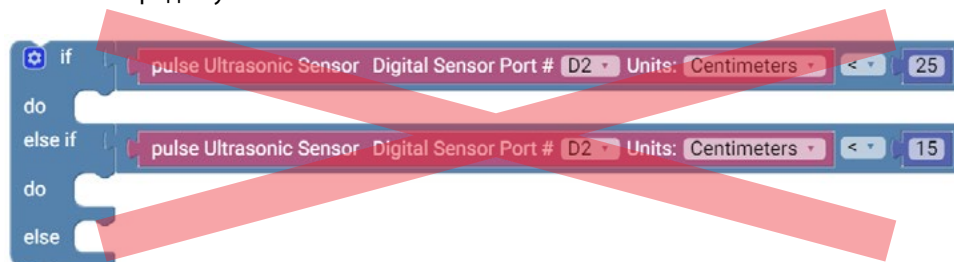 if pulse Ultrasonic Sensor Digital Sensor Port # D2 Units: Centimeters < 25
do
else if pulse Ultrasonic Sensor Digital Sensor Port # D2 Units: Centimeters < 15
do
else